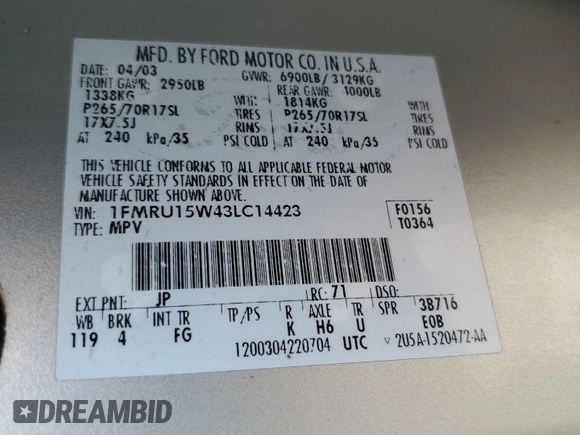 MFD. BY FORD MOTOR CO. IN U.S.A.
DATE: 04/03 GVWR: 6900LB / 3129KG
FRONT GAWR: 2950LB REAR GAWR: 1000LB
1338KG WITH 1814KG WITH
P265/70R17SL TIRES P265/70R17SL TIRES
17X7.5J RIMS 17X7.5J RIMS
AT 240 kPa/35 PSI COLD AT 240 kPa/35 PSI COLD
THIS VEHICLE CONFORMS TO ALL APPLICABLE FEDERAL MOTOR
VEHICLE SAFETY STANDARDS IN EFFECT ON THE DATE OF
MANUFACTURE SHOWN ABOVE.
VIN: 1FMRU15W43LC14423 F0156
TYPE: MPV T0364
EXT PNT: JP RC: 71 DSO:
WB BRK INT TR TP/PS R AXLE TR SPR 3B716
119 4 FG K H6 U EOB
1200304220704 UTC ▽ 2U5A-1520472-AA
DREAMBID